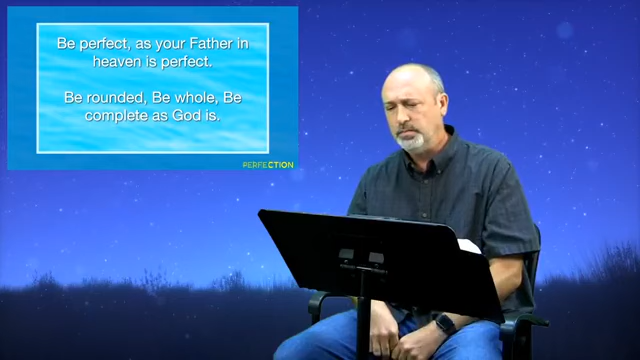 Be perfect, as your Father in
heaven is perfect.
Be rounded, Be whole, Be
complete as God is.
PERFECTION